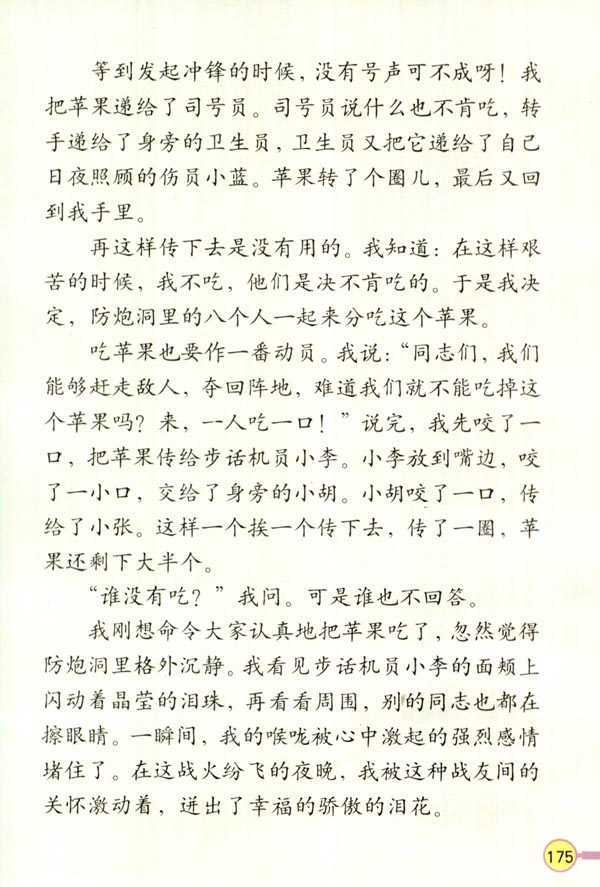 等到发起冲锋的时候，没有号声可不成呀！我
把苹果递给了司号员。司号员说什么也不肯吃，转
手递给了身旁的卫生员，卫生员又把它递给了自己
日夜照顾的伤员小蓝。苹果转了个圈儿，最后又回
到我手里。
再这样传下去是没有用的。我知道：在这样艰
苦的时候，我不吃，他们是决不肯吃的。于是我决
定，防炮洞里的八个人一起来分吃这个苹果。
吃苹果也要作一番动员。我说：“同志们，我们
能够赶走敌人，夺回阵地，难道我们就不能吃掉这
个苹果吗？来，一人吃一口！”说完，我先咬了一
口，把苹果传给步话机员小李。小李放到嘴边，咬
了一小口，交给了身旁的小胡。小胡咬了一口，传
给了小张。这样一个挨一个传下去，传了一圈，苹
果还剩下大半个。
“谁没有吃？”我问。可是谁也不回答。
我刚想命令大家认真地把苹果吃了，忽然觉得
防炮洞里格外沉静。我看见步话机员小李的面颊上
闪动着晶莹的泪珠，再看看周围，别的同志也都在
擦眼睛。一瞬间，我的喉咙被心中激起的强烈感情
堵住了。在这战火纷飞的夜晚，我被这种战友间的
关怀激动着，迸出了幸福的骄傲的泪花。
175